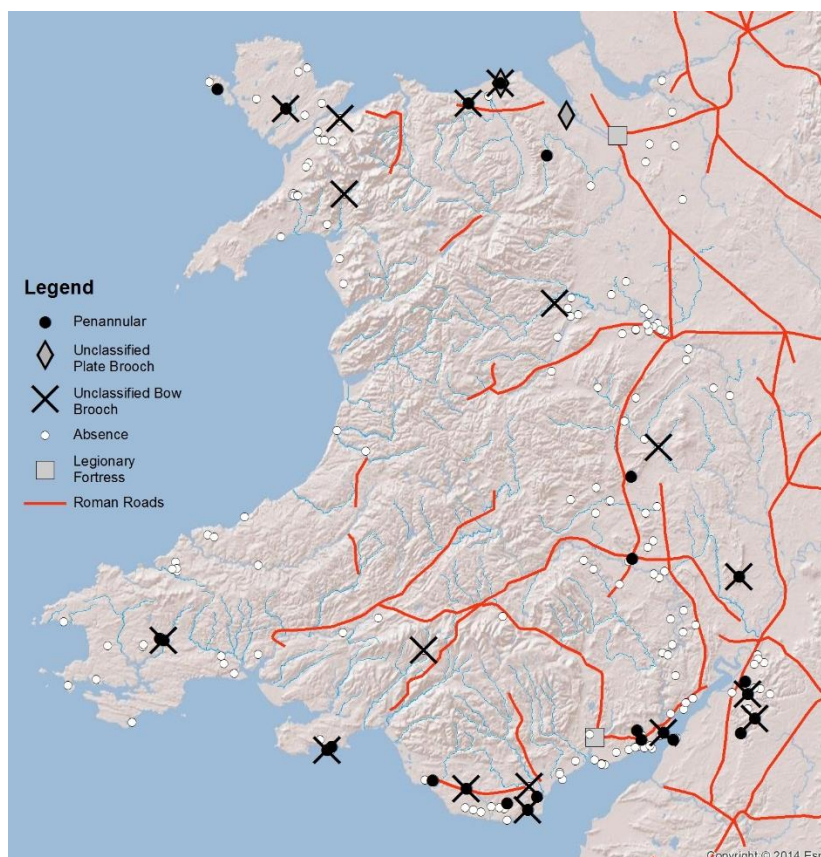 Legend
Penannular
Unclassified
Plate Brooch
Unclassified Bow
Brooch
Absence
Legionary
Fortress
Roman Roads
Copyright © 2014 Esri